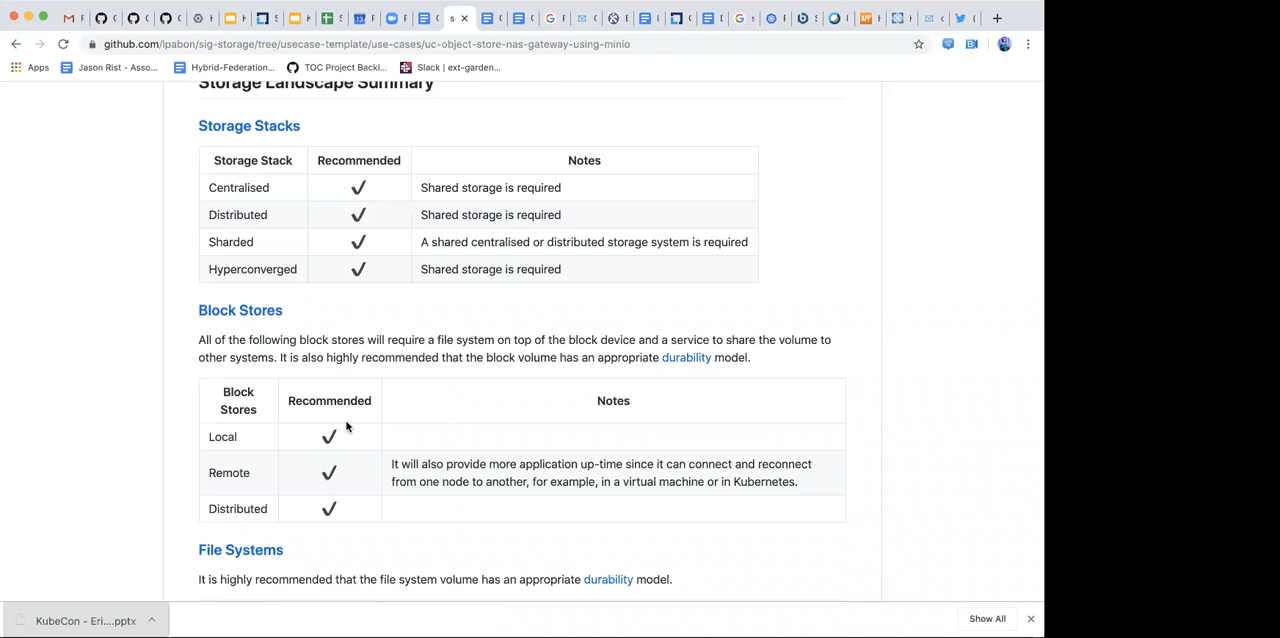 github.com/lpabon/sig-storage/tree/usecase-template/use-cases/uc-object-store-nas-gateway-using-minio
Apps
Jason Rist - Asso...
Hybrid-Federation...
TOC Project Backl...
Slack | ext-garden...
Storage Landscape Summary
Storage Stacks
Storage Stack Recommended Notes
Centralised ✓ Shared storage is required
Distributed ✓ Shared storage is required
Sharded ✓ A shared centralised or distributed storage system is required
Hyperconverged ✓ Shared storage is required
Block Stores
All of the following block stores will require a file system on top of the block device and a service to share the volume to
other systems. It is also highly recommended that the block volume has an appropriate durability model.
Block
Stores
Recommended
Notes
Local ✓
Remote ✓
It will also provide more application up-time since it can connect and reconnect
from one node to another, for example, in a virtual machine or in Kubernetes.
Distributed ✓
File Systems
It is highly recommended that the file system volume has an appropriate durability model.
KubeCon - Eri....pptx
Show All